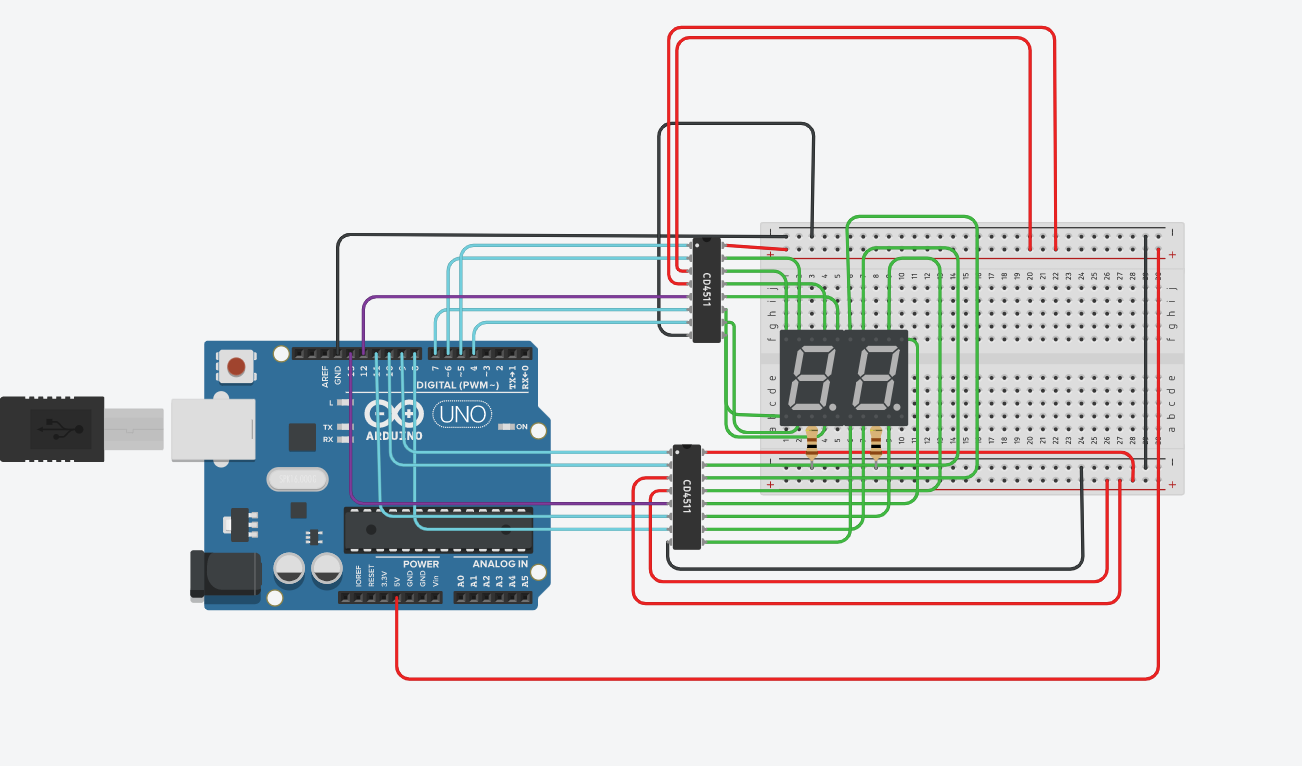 CD4511
1 2 3 4 5 6 7 8 9 10 11 12 13 14 15 16 17 18 19 20 21 22 23 24 25 26 27 28 29 30
j
i
h
g
f
e
d
c
b
a
AREF
GND
13
12
~11
~10
~9
8
7
~6
~5
4
~3
2
TX→1
RX←0
DIGITAL (PWM~)
L
TX
RX
ARDUINO
UNO
ON
88
CD4511
IOREF
RESET
3.3V
5V
GND
GND
Vin
POWER
ANALOG IN
A0
A1
A2
A3
A4
A5